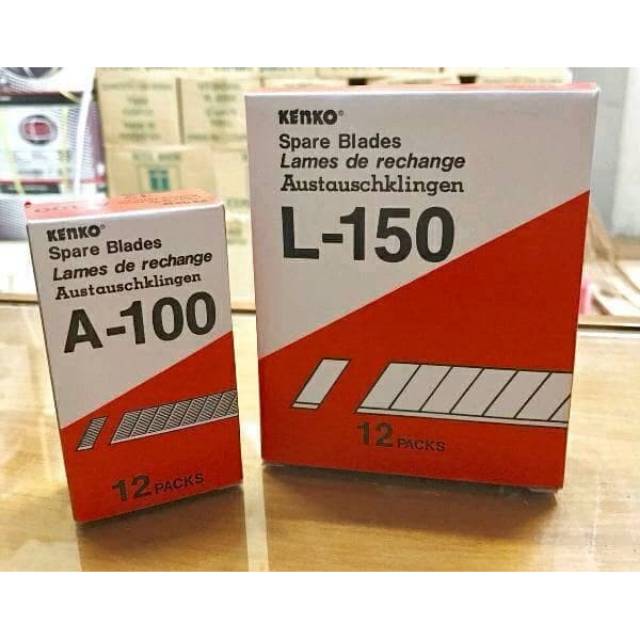 KENKO®
Spare Blades
Lames de rechange
Austauschklingen
A-100
12 PACKS
KENKO®
Spare Blades
Lames de rechange
Austauschklingen
L-150
12 PACKS